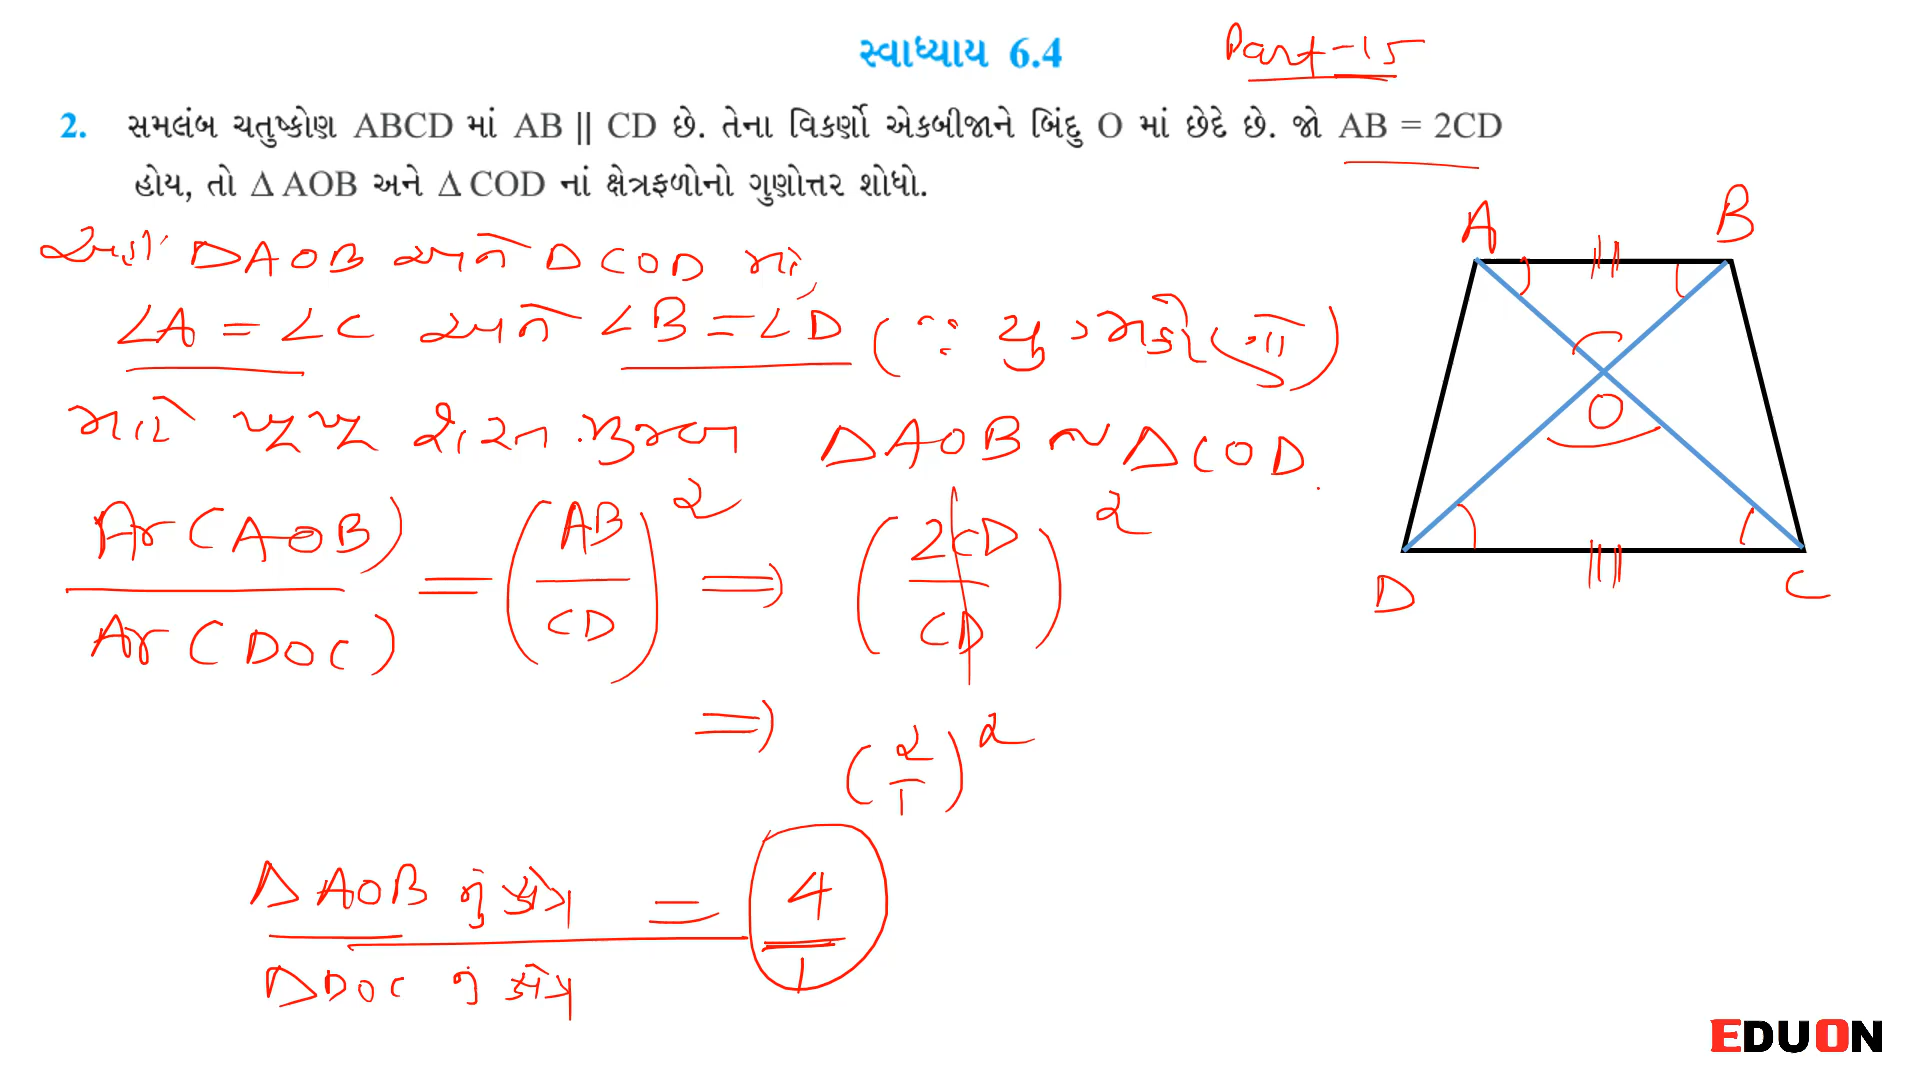 સ્વાધ્યાય 6.4
Part-15
2. સમલંબ ચતુષ્કોણ ABCD માં AB || CD છે. તેના વિકર્ણો એકબીજાને બિંદુ O માં છેદે છે. જો AB = 2CD
હોય, તો Δ AOB અને Δ COD નાં ક્ષેત્રફળોનો ગુણોત્તર શોધો.
અહીં ΔAOB અને ΔCOD માં,
∠A = ∠C અને ∠B = ∠D (∵ યુગ્મકોણ)
માટે ખૂખૂ ΔAOB ~ ΔCOD.
Ar(AOB) / Ar(DOC) = (AB / CD)² ⇒ (2CD / CD)²
⇒ (2 / 1)²
ΔAOB નું ક્ષેત્ર / ΔDOC નું ક્ષેત્ર = 4 / 1
A B
O
D C
EDUON